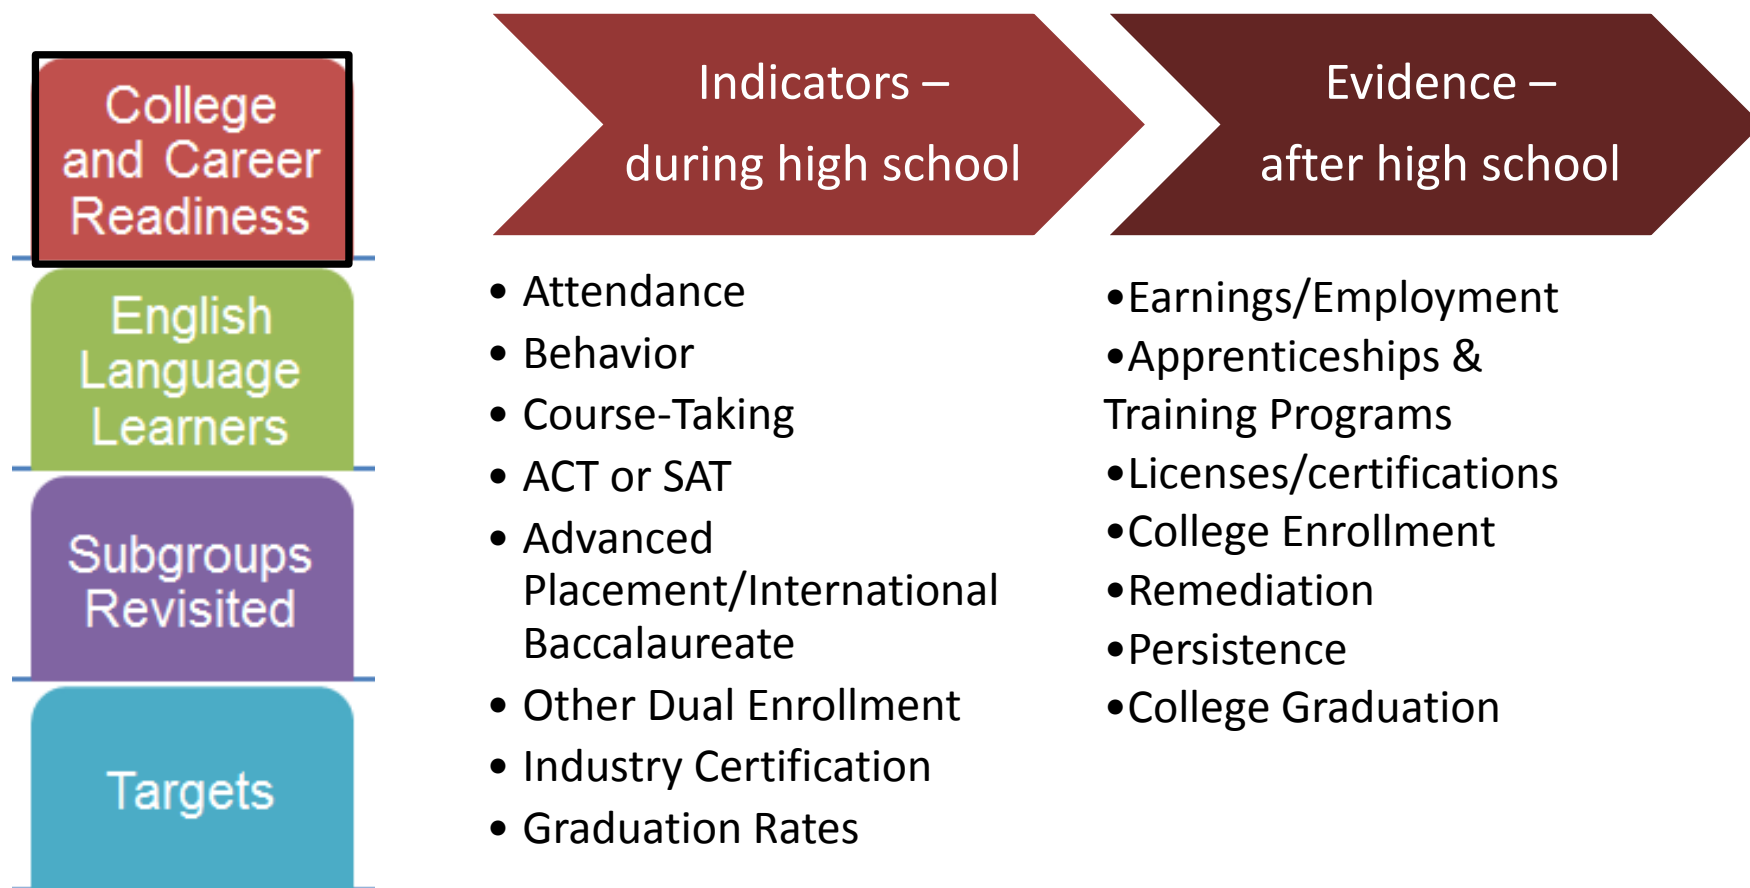 College
and Career
Readiness
English
Language
Learners
Subgroups
Revisited
Targets
Indicators –
during high school
• Attendance
• Behavior
• Course-Taking
• ACT or SAT
• Advanced
Placement/International
Baccalaureate
• Other Dual Enrollment
• Industry Certification
• Graduation Rates
Evidence –
after high school
•Earnings/Employment
•Apprenticeships &
Training Programs
•Licenses/certifications
•College Enrollment
•Remediation
•Persistence
•College Graduation